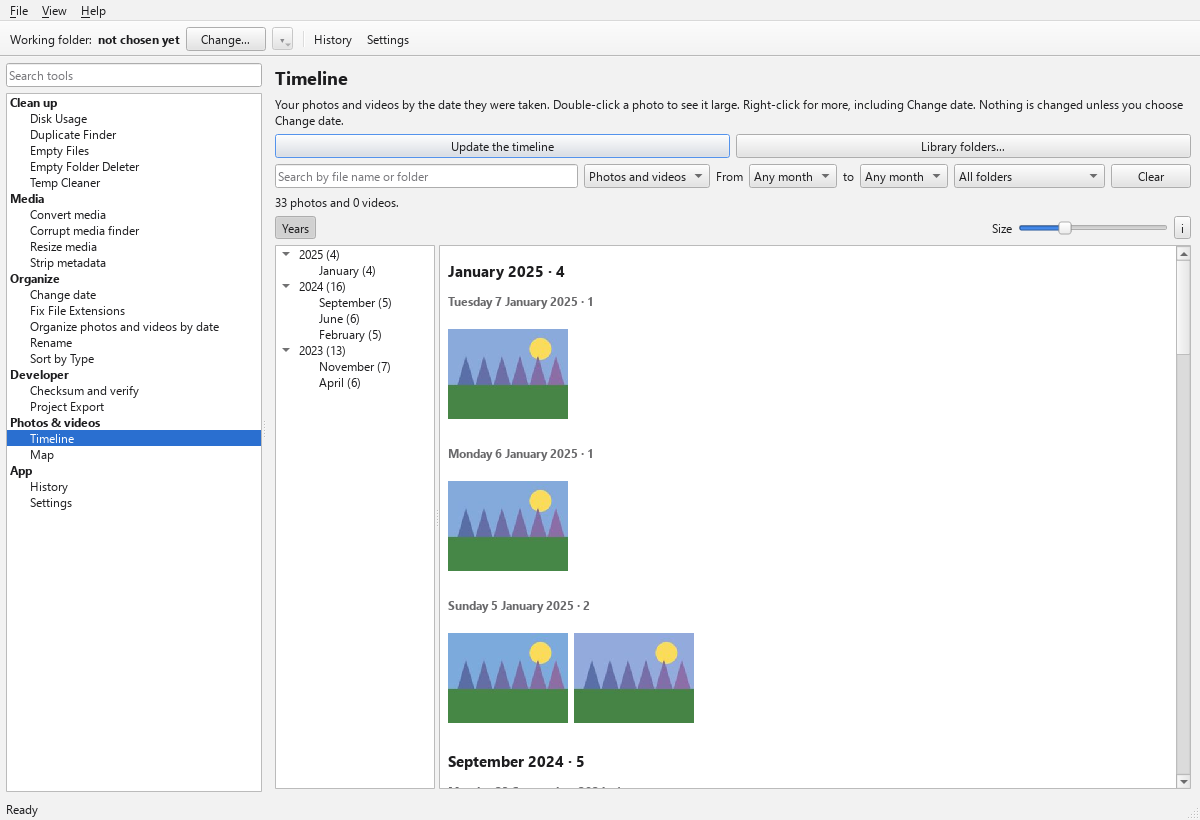 File View Help
Working folder: not chosen yet Change... History Settings
Search tools
Clean up
Disk Usage
Duplicate Finder
Empty Files
Empty Folder Deleter
Temp Cleaner
Media
Convert media
Corrupt media finder
Resize media
Strip metadata
Organize
Change date
Fix File Extensions
Organize photos and videos by date
Rename
Sort by Type
Developer
Checksum and verify
Project Export
Photos & videos
Timeline
Map
App
History
Settings
Timeline
Your photos and videos by the date they were taken. Double-click a photo to see it large. Right-click for more, including Change date. Nothing is changed unless you choose
Change date.
Update the timeline Library folders...
Search by file name or folder Photos and videos From Any month to Any month All folders Clear
33 photos and 0 videos.
Years Size i
2025 (4)
January (4)
2024 (16)
September (5)
June (6)
February (5)
2023 (13)
November (7)
April (6)
January 2025 · 4
Tuesday 7 January 2025 · 1
Monday 6 January 2025 · 1
Sunday 5 January 2025 · 2
September 2024 · 5
Ready